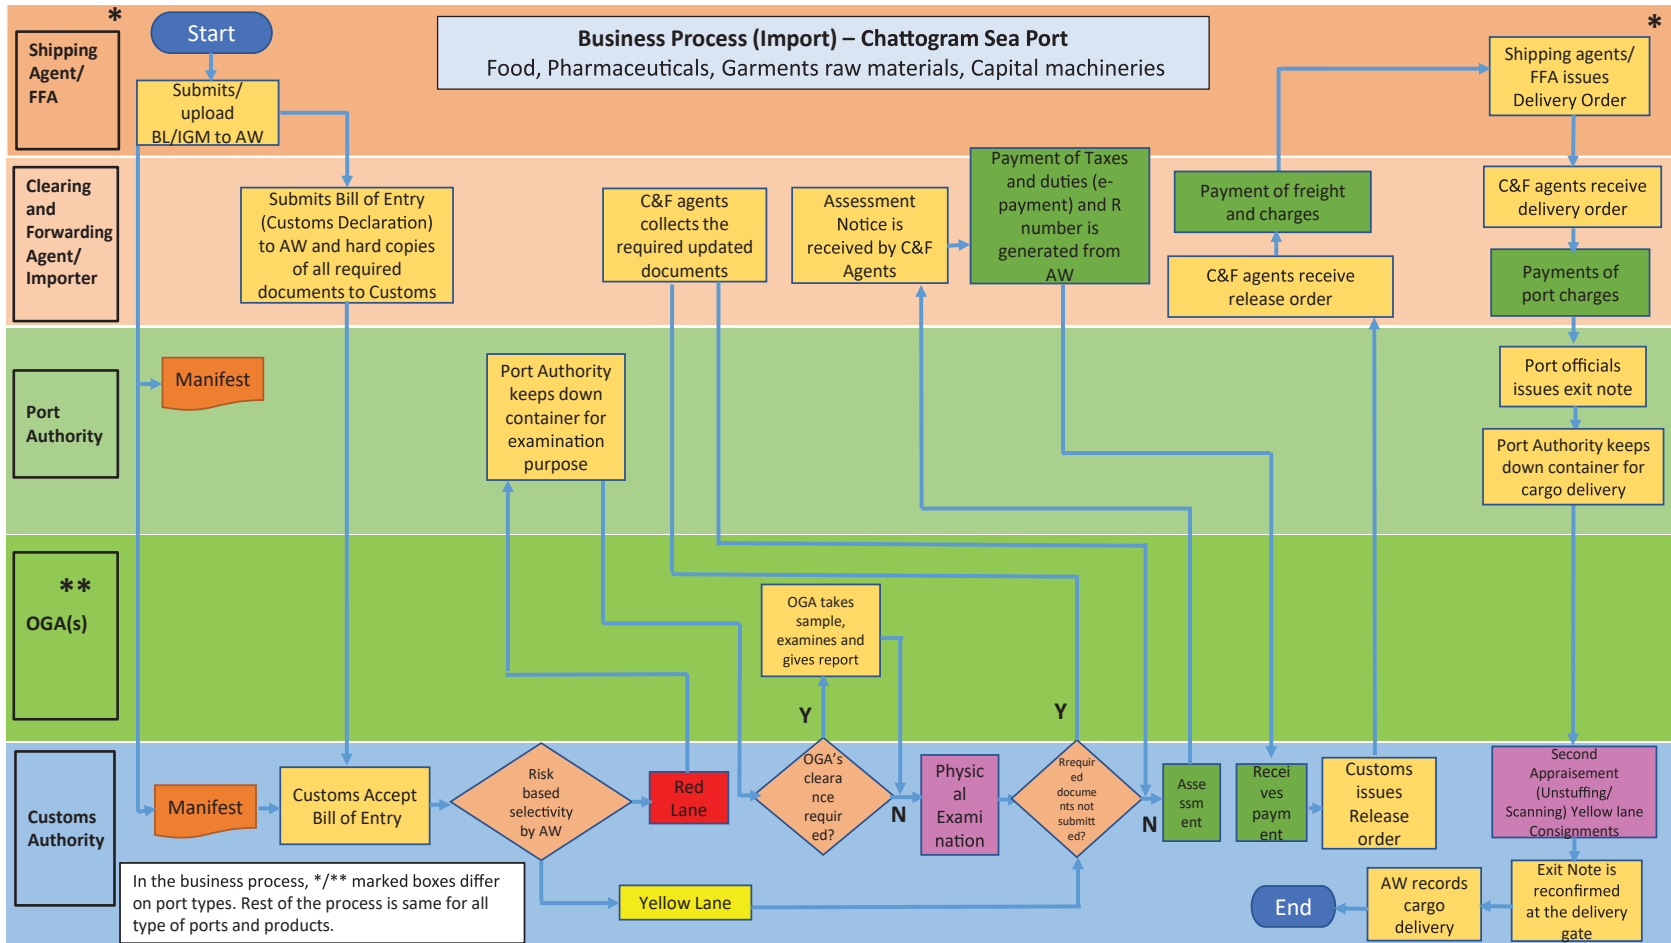 *
Start
Business Process (Import) – Chattogram Sea Port
Food, Pharmaceuticals, Garments raw materials, Capital machineries
*
Shipping
Agent/
FFA
Submits/
upload
BL/IGM to AW
Shipping agents/
FFA issues
Delivery Order
Clearing
and
Forwarding
Agent/
Importer
Submits Bill of Entry
(Customs Declaration)
to AW and hard copies
of all required
documents to Customs
C&F agents
collects the
required updated
documents
Assessment
Notice is
received by C&F
Agents
Payment of Taxes
and duties (e-
payment) and R
number is
generated from
AW
Payment of freight
and charges
C&F agents receive
release order
C&F agents receive
delivery order
Payments of
port charges
Port
Authority
Manifest
Port Authority
keeps down
container for
examination
purpose
Port officials
issues exit note
Port Authority keeps
down container for
cargo delivery
**
OGA(s)
OGA takes
sample,
examines and
gives report
Y
Y
Customs
Authority
Manifest
Customs Accept
Bill of Entry
Risk
based
selectivity
by AW
Red
Lane
OGA's
cleara
nce
requir
ed?
N
Physic
al
Exami
nation
Rrequir
ed
docume
nts not
submitt
ed?
N
Asse
ssm
ent
Recei
ves
paym
ent
Customs
issues
Release
order
Second
Appraisement
(Unstuffing/
Scanning) Yellow lane
Consignments
In the business process, */** marked boxes differ
on port types. Rest of the process is same for all
type of ports and products.
Yellow Lane
End
AW records
cargo
delivery
Exit Note is
reconfirmed
at the delivery
gate